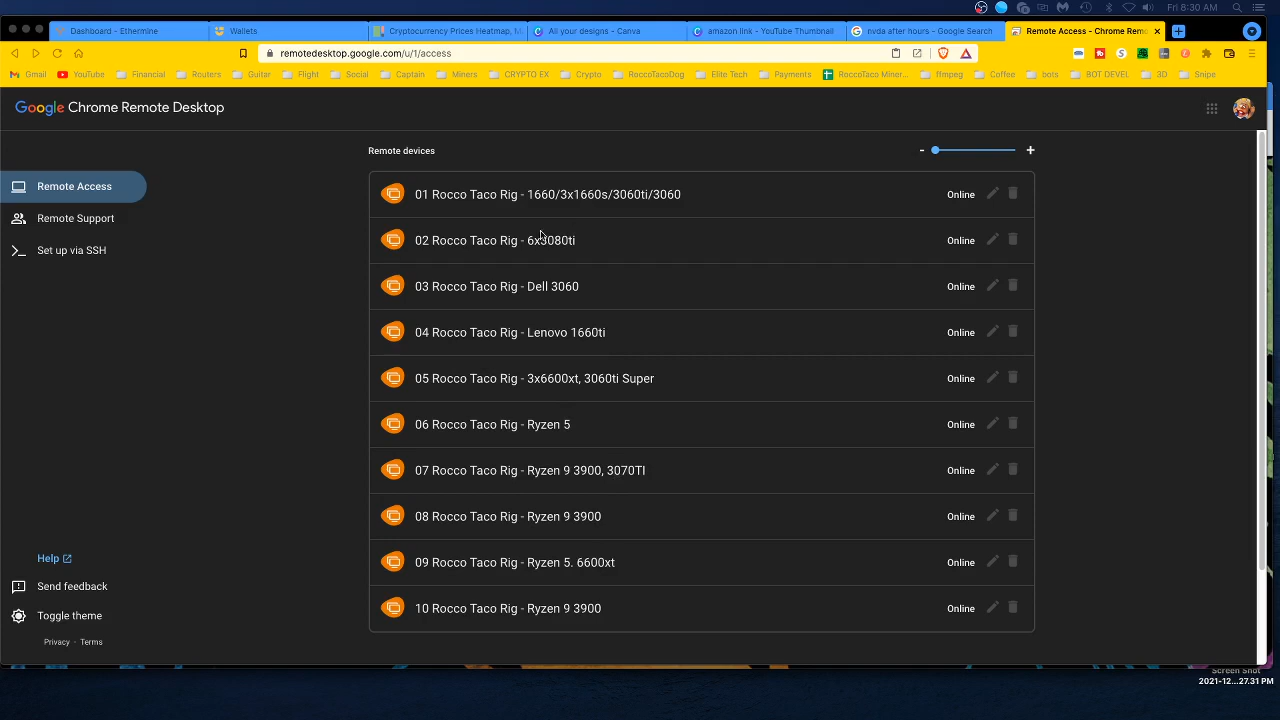 Fri 8:30 AM
Dashboard - Ethermine
Wallets
Cryptocurrency Prices Heatmap, M
All your designs - Canva
amazon link - YouTube Thumbnail
nvda after hours - Google Search
Remote Access - Chrome Remo
remotedesktop.google.com/u/1/access
Gmail YouTube Financial Routers Guitar Flight Social Captain Miners CRYPTO EX Crypto RoccoTacoDog Elite Tech Payments RoccoTaco Miner... ffmpeg Coffee bots BOT DEVEL 3D Snipe
Google Chrome Remote Desktop
Remote devices
- +
Remote Access
Remote Support
Set up via SSH
01 Rocco Taco Rig - 1660/3x1660s/3060ti/3060 Online
02 Rocco Taco Rig - 6x3080ti Online
03 Rocco Taco Rig - Dell 3060 Online
04 Rocco Taco Rig - Lenovo 1660ti Online
05 Rocco Taco Rig - 3x6600xt, 3060ti Super Online
06 Rocco Taco Rig - Ryzen 5 Online
07 Rocco Taco Rig - Ryzen 9 3900, 3070TI Online
08 Rocco Taco Rig - Ryzen 9 3900 Online
09 Rocco Taco Rig - Ryzen 5. 6600xt Online
10 Rocco Taco Rig - Ryzen 9 3900 Online
Help
Send feedback
Toggle theme
Privacy · Terms
Screen Shot
2021-12...27.31 PM